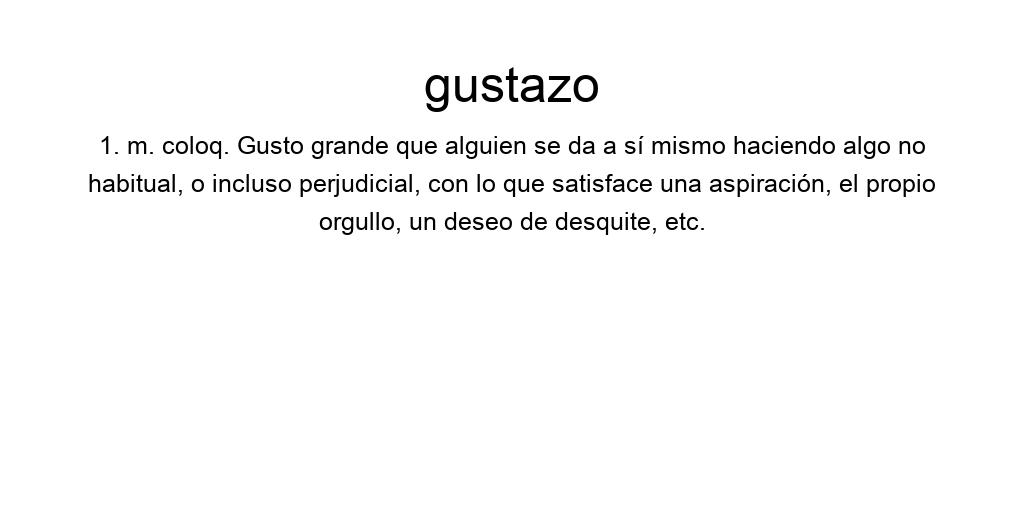 gustazo
1. m. coloq. Gusto grande que alguien se da a sí mismo haciendo algo no
habitual, o incluso perjudicial, con lo que satisface una aspiración, el propio
orgullo, un deseo de desquite, etc.